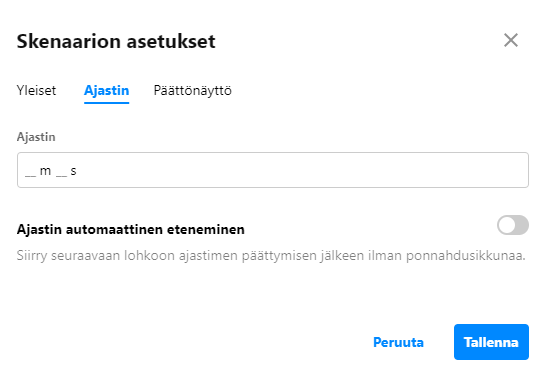 Skenaarion asetukset
Yleiset Ajastin Päättönäyttö
Ajastin
__ m __ s
Ajastin automaattinen eteneminen
Siirry seuraavaan lohkoon ajastimen päättymisen jälkeen ilman ponnahdusikkunaa.
Peruuta Tallenna